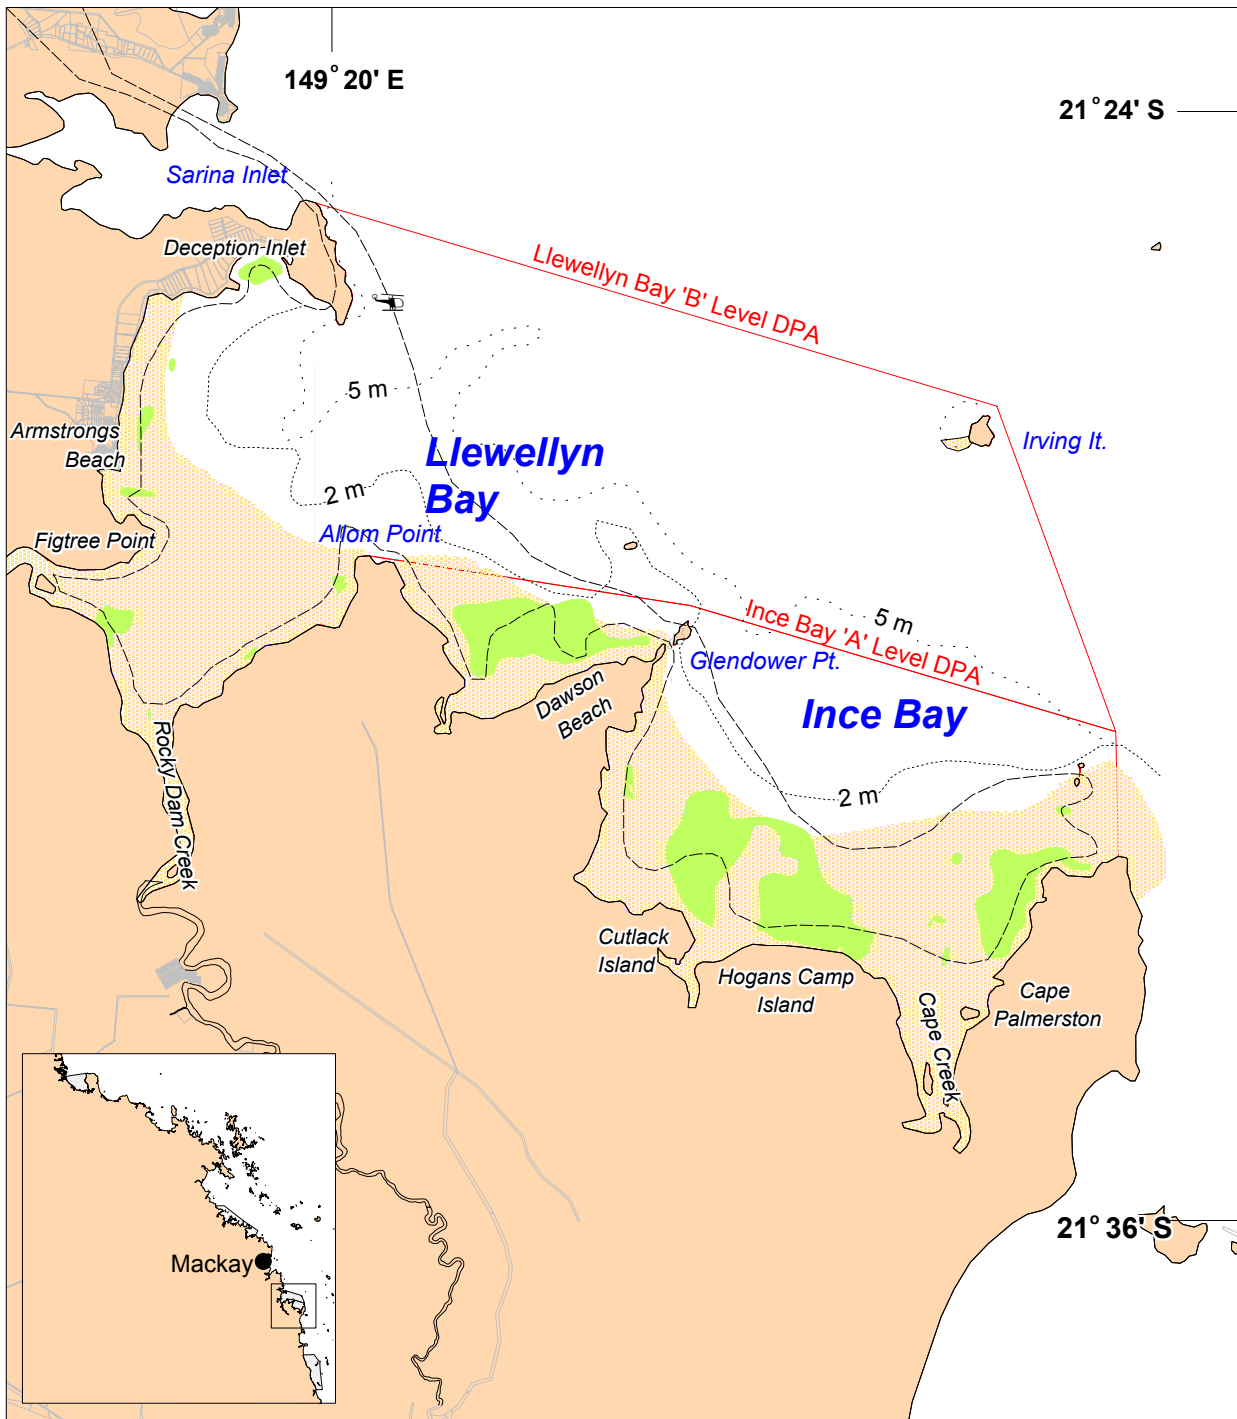 149° 20' E
21° 24' S
Sarina Inlet
Deception Inlet
Llewellyn Bay 'B' Level DPA
5 m
Armstrongs
Beach
Llewellyn
Bay
Irving It.
2 m
Allom Point
Figtree Point
Ince Bay 'A' Level DPA
5 m
Glendower Pt.
Dawson
Beach
Ince Bay
Rocky Dam Creek
2 m
Cutlack
Island
Hogans Camp
Island
Cape Creek
Cape
Palmerston
21° 36' S
Mackay